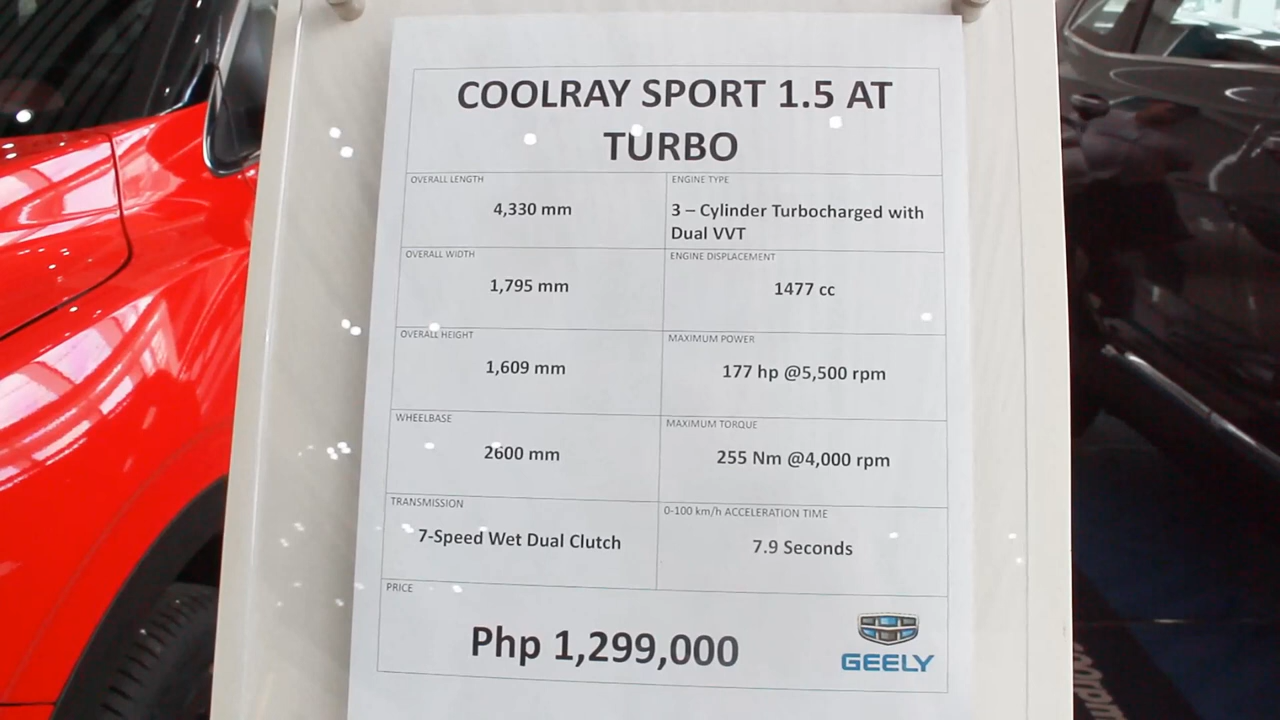 COOLRAY SPORT 1.5 AT
TURBO
OVERALL LENGTH
4,330 mm
ENGINE TYPE
3 – Cylinder Turbocharged with
Dual VVT
OVERALL WIDTH
1,795 mm
ENGINE DISPLACEMENT
1477 cc
OVERALL HEIGHT
1,609 mm
MAXIMUM POWER
177 hp @5,500 rpm
WHEELBASE
2600 mm
MAXIMUM TORQUE
255 Nm @4,000 rpm
TRANSMISSION
7-Speed Wet Dual Clutch
0-100 km/h ACCELERATION TIME
7.9 Seconds
PRICE
Php 1,299,000
GEELY